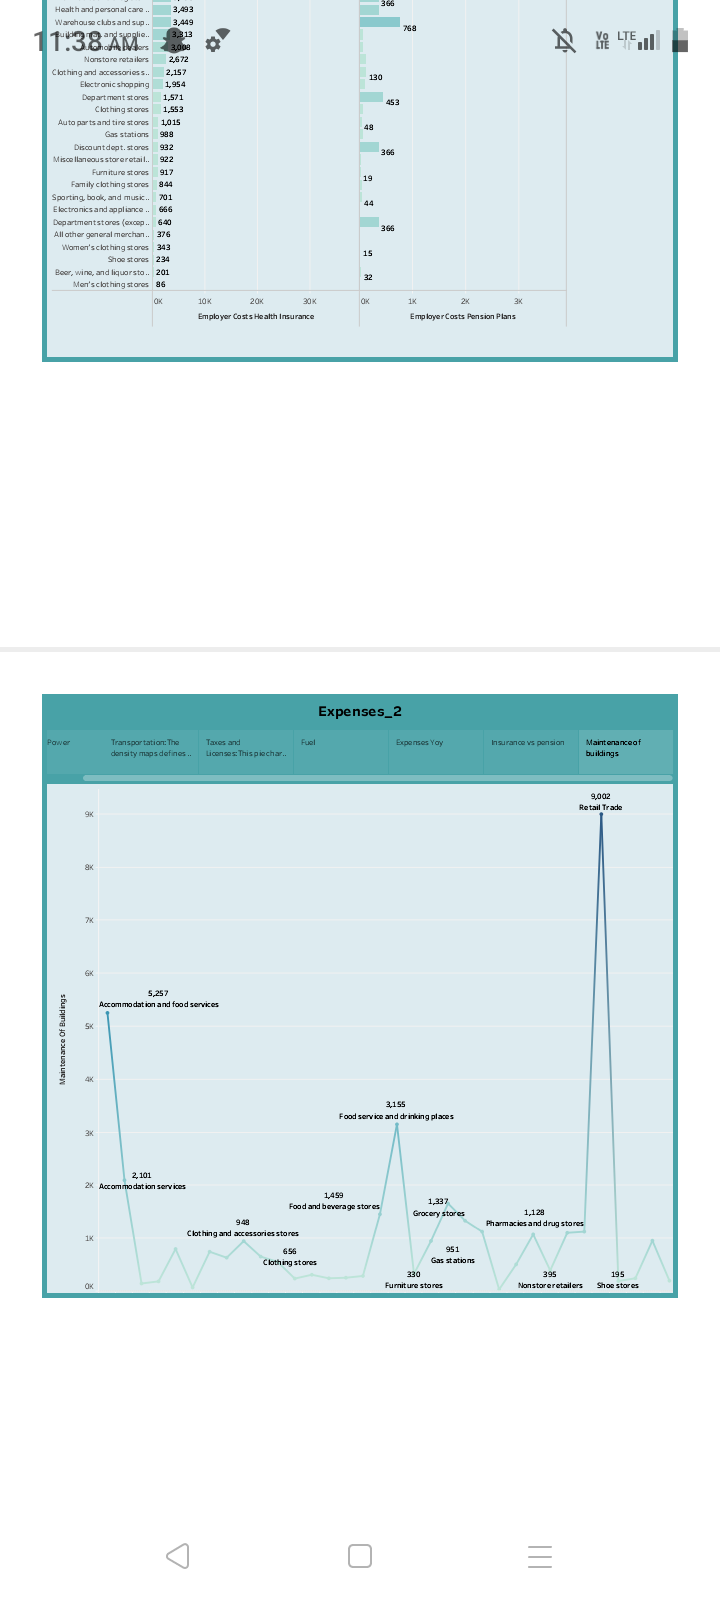 366
Health and personal care .. 3,493
Warehouse clubs and sup.. 3,449 768
Building mat. and supplie.. 3,313
11:38 AM
Vo LTE LTE
Automobile dealers 3,008
Nonstore retailers 2,672
Clothing and accessories s.. 2,157 130
Electronic shopping 1,954
Department stores 1,571 453
Clothing stores 1,553
Auto parts and tire stores 1,015 48
Gas stations 988
Discount dept. stores 932 366
Miscellaneous store retail.. 922
Furniture stores 917 19
Family clothing stores 844
Sporting, book, and music.. 701 44
Electronics and appliance .. 666
Department stores (excep.. 640 366
All other general merchan.. 376
Women's clothing stores 343 15
Shoe stores 234
Beer, wine, and liquor sto.. 201 32
Men's clothing stores 86
0K 10K 20K 30K 0K 1K 2K 3K
Employer Costs Health Insurance Employer Costs Pension Plans
Expenses_2
Power
Transportation: The
density maps defines ..
Taxes and
Licenses: This pie char..
Fuel
Expenses Yoy
Insurance vs pension
Maintenance of
buildings
9,002
Retail Trade
9K
8K
7K
6K
5K
4K
3K
2K
1K
0K
Maintenance Of Buildings
5,257
Accommodation and food services
3,155
Food service and drinking places
2,101
Accommodation services
1,459
Food and beverage stores
1,337
Grocery stores
1,128
Pharmacies and drug stores
948
Clothing and accessories stores
656
Clothing stores
951
Gas stations
330
Furniture stores
395
Nonstore retailers
195
Shoe stores